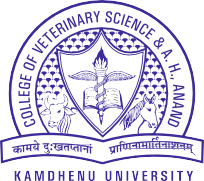 COLLEGE OF VETERINARY SCIENCE & A. H., ANAND
कामये दुःखतप्तानां प्राणिनामार्तिनाशनम्
KAMDHENU UNIVERSITY